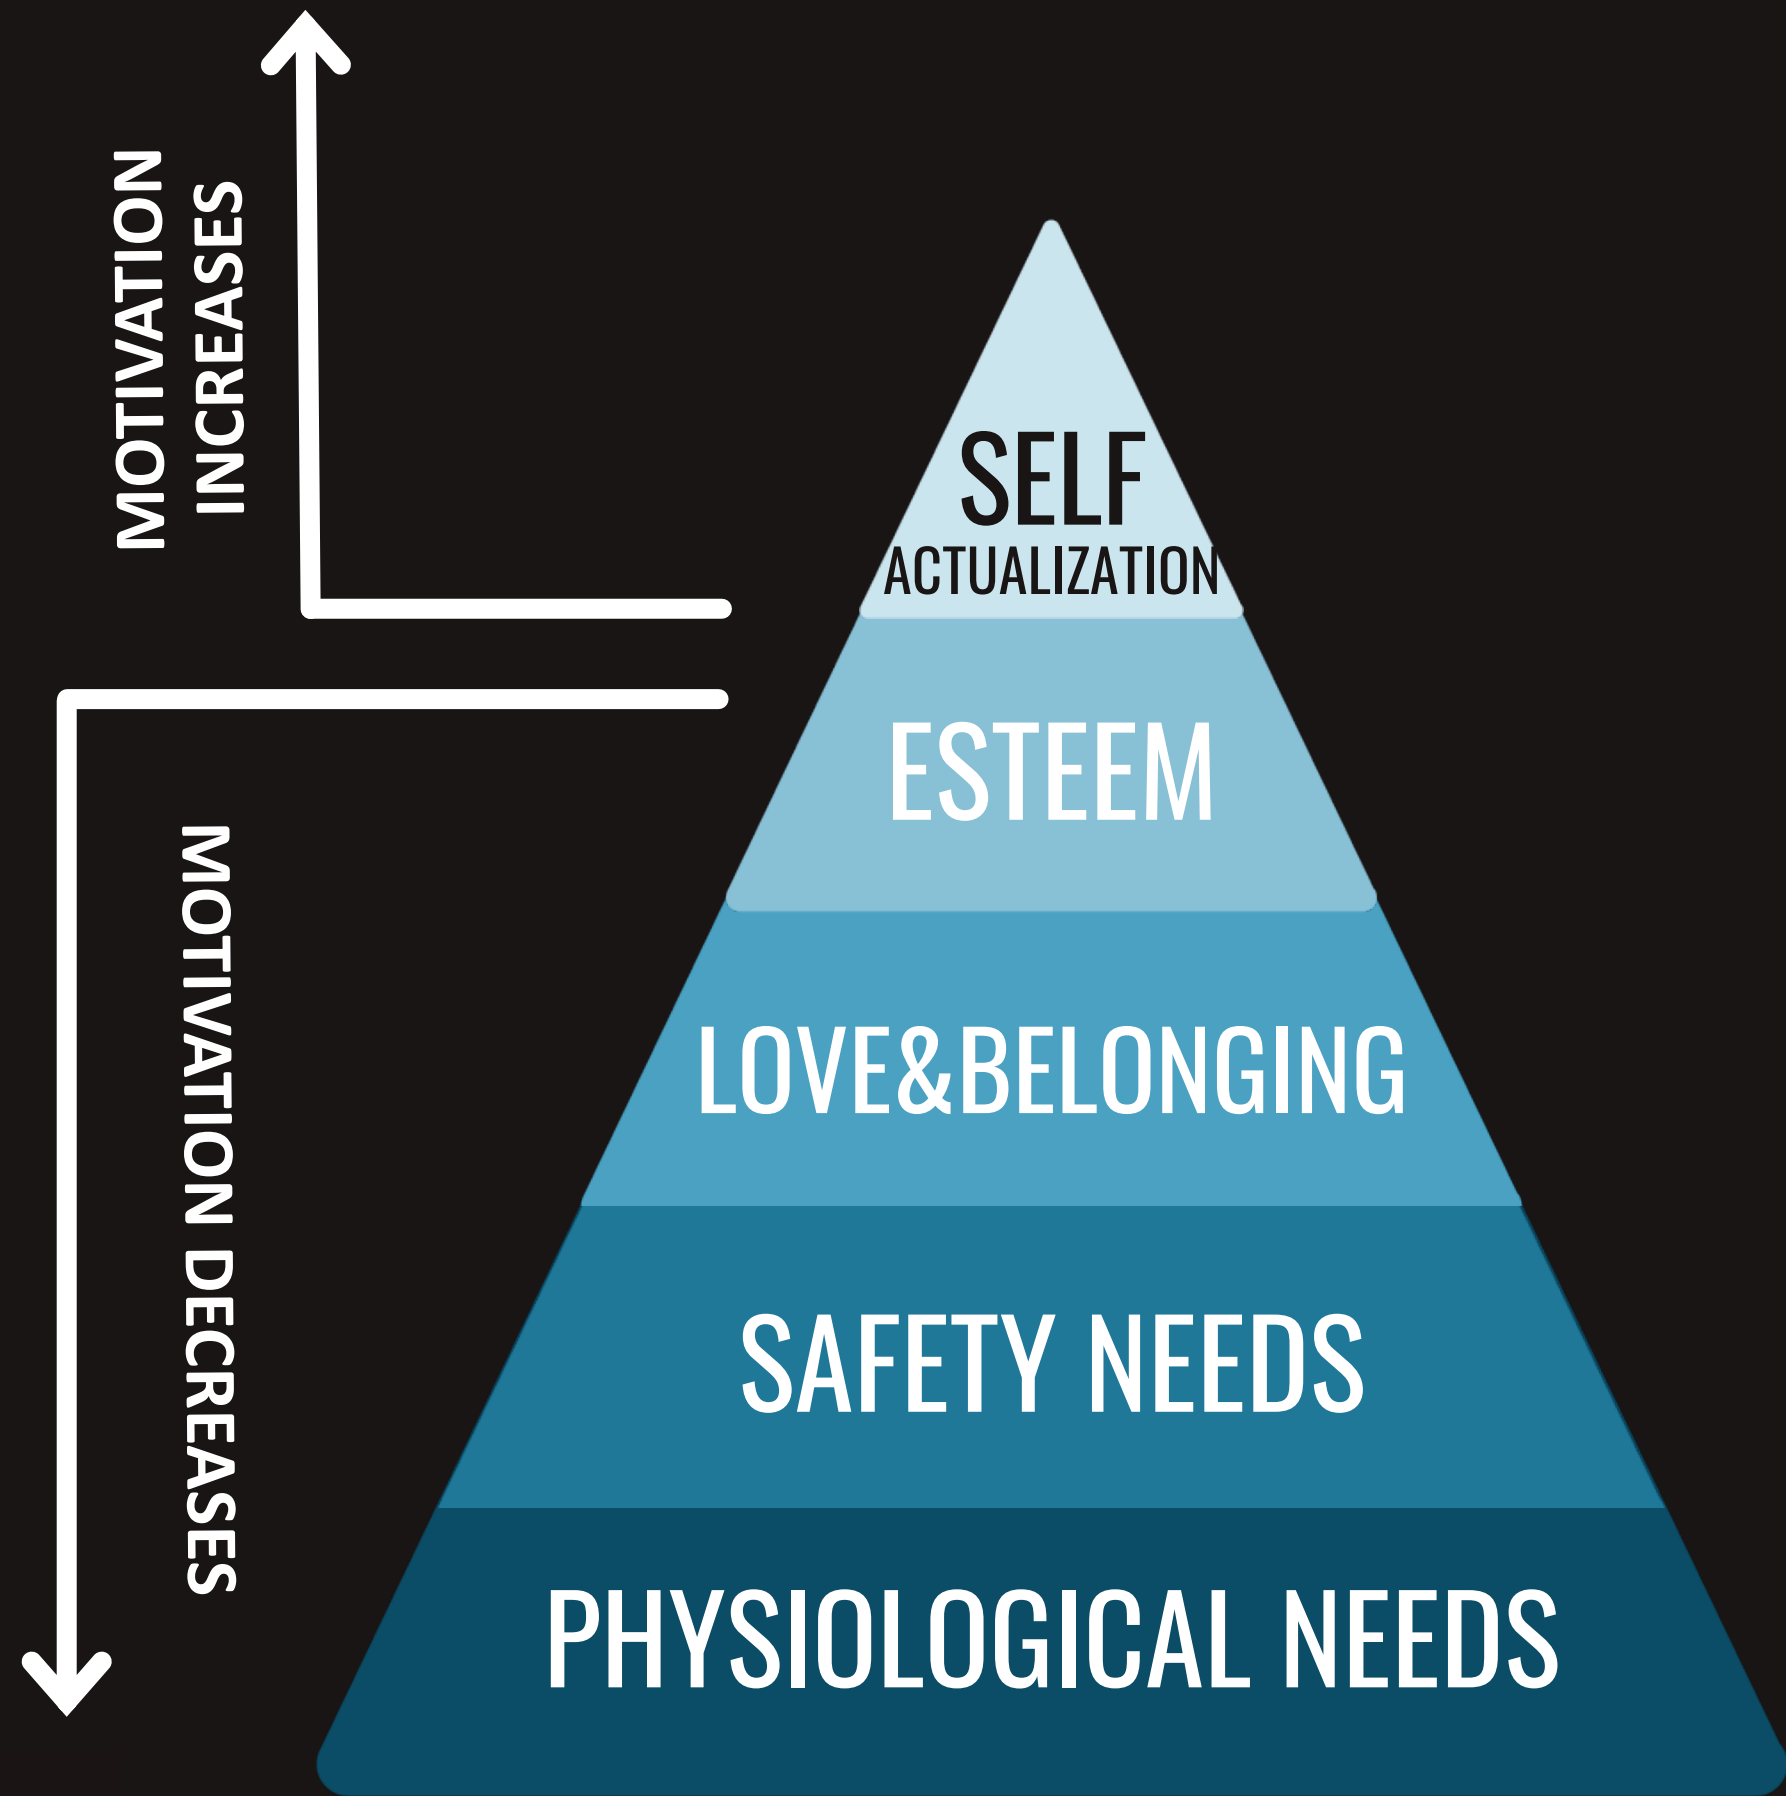 MOTIVATION
INCREASES
SELF
ACTUALIZATION
ESTEEM
MOTIVATION DECREASES
LOVE&BELONGING
SAFETY NEEDS
PHYSIOLOGICAL NEEDS